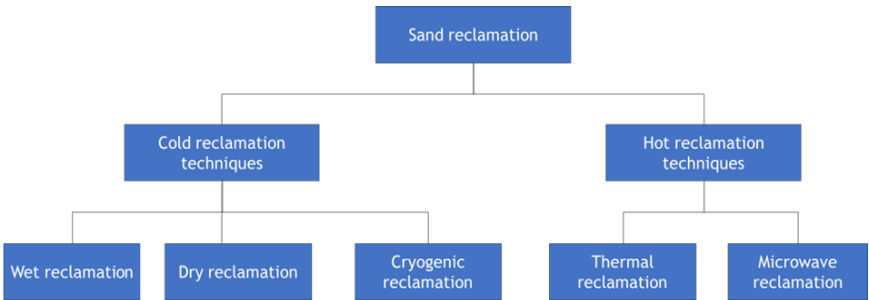 Sand reclamation
Cold reclamation
techniques
Hot reclamation
techniques
Wet reclamation
Dry reclamation
Cryogenic
reclamation
Thermal
reclamation
Microwave
reclamation